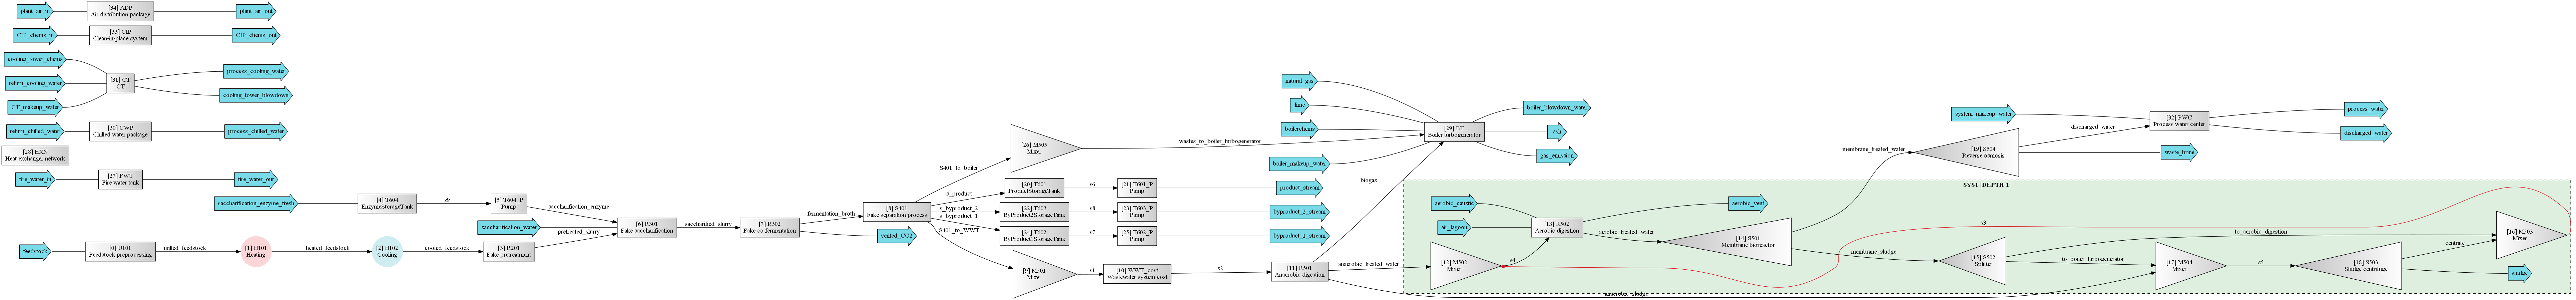 plant_air_in
[34] ADP
Air distribution package
plant_air_out
CIP_chems_in
[33] CIP
Clean-in-place system
CIP_chems_out
cooling_tower_chems
return_cooling_water
CT_makeup_water
[31] CT
CT
process_cooling_water
cooling_tower_blowdown
return_chilled_water
[30] CWP
Chilled water package
process_chilled_water
[28] HXN
Heat exchanger network
fire_water_in
[27] FWT
Fire water tank
fire_water_out
saccharification_enzyme_fresh
[4] T604
EnzymeStorageTank
s9
[5] T604_P
Pump
saccharification_enzyme
saccharification_water
feedstock
[0] U101
Feedstock preprocessing
milled_feedstock
[1] H101
Heating
heated_feedstock
[2] H102
Cooling
cooled_feedstock
[3] R201
Fake pretreatment
pretreated_slurry
[6] R301
Fake saccharification
saccharified_slurry
[7] R302
Fake co fermentation
fermentation_broth
vented_CO2
[8] S401
Fake separation process
S401_to_boiler
s_product
s_byproduct_2
s_byproduct_1
S401_to_WWT
[26] M505
Mixer
wastes_to_boiler_turbogenerator
[20] T601
ProductStorageTank
s6
[21] T601_P
Pump
product_stream
[22] T603
ByProduct2StorageTank
s8
[23] T603_P
Pump
byproduct_2_stream
[24] T602
ByProduct1StorageTank
s7
[25] T602_P
Pump
byproduct_1_stream
[9] M501
Mixer
s1
[10] WWT_cost
Wastewater system cost
s2
[11] R501
Anaerobic digestion
biogas
anaerobic_treated_water
anaerobic_sludge
natural_gas
lime
boilerchems
boiler_makeup_water
[29] BT
Boiler turbogenerator
boiler_blowdown_water
ash
gas_emission
SYS1 [DEPTH 1]
aerobic_caustic
air_lagoon
[12] M502
Mixer
s4
[13] R502
Aerobic digestion
aerobic_vent
aerobic_treated_water
[14] S501
Membrane bioreactor
membrane_treated_water
membrane_sludge
s3
[15] S502
Splitter
to_aerobic_digestion
to_boiler_turbogenerator
[17] M504
Mixer
s5
[18] S503
Sludge centrifuge
centrate
sludge
[16] M503
Mixer
system_makeup_water
[19] S504
Reverse osmosis
discharged_water
waste_brine
[32] PWC
Process water center
process_water
discharged_water